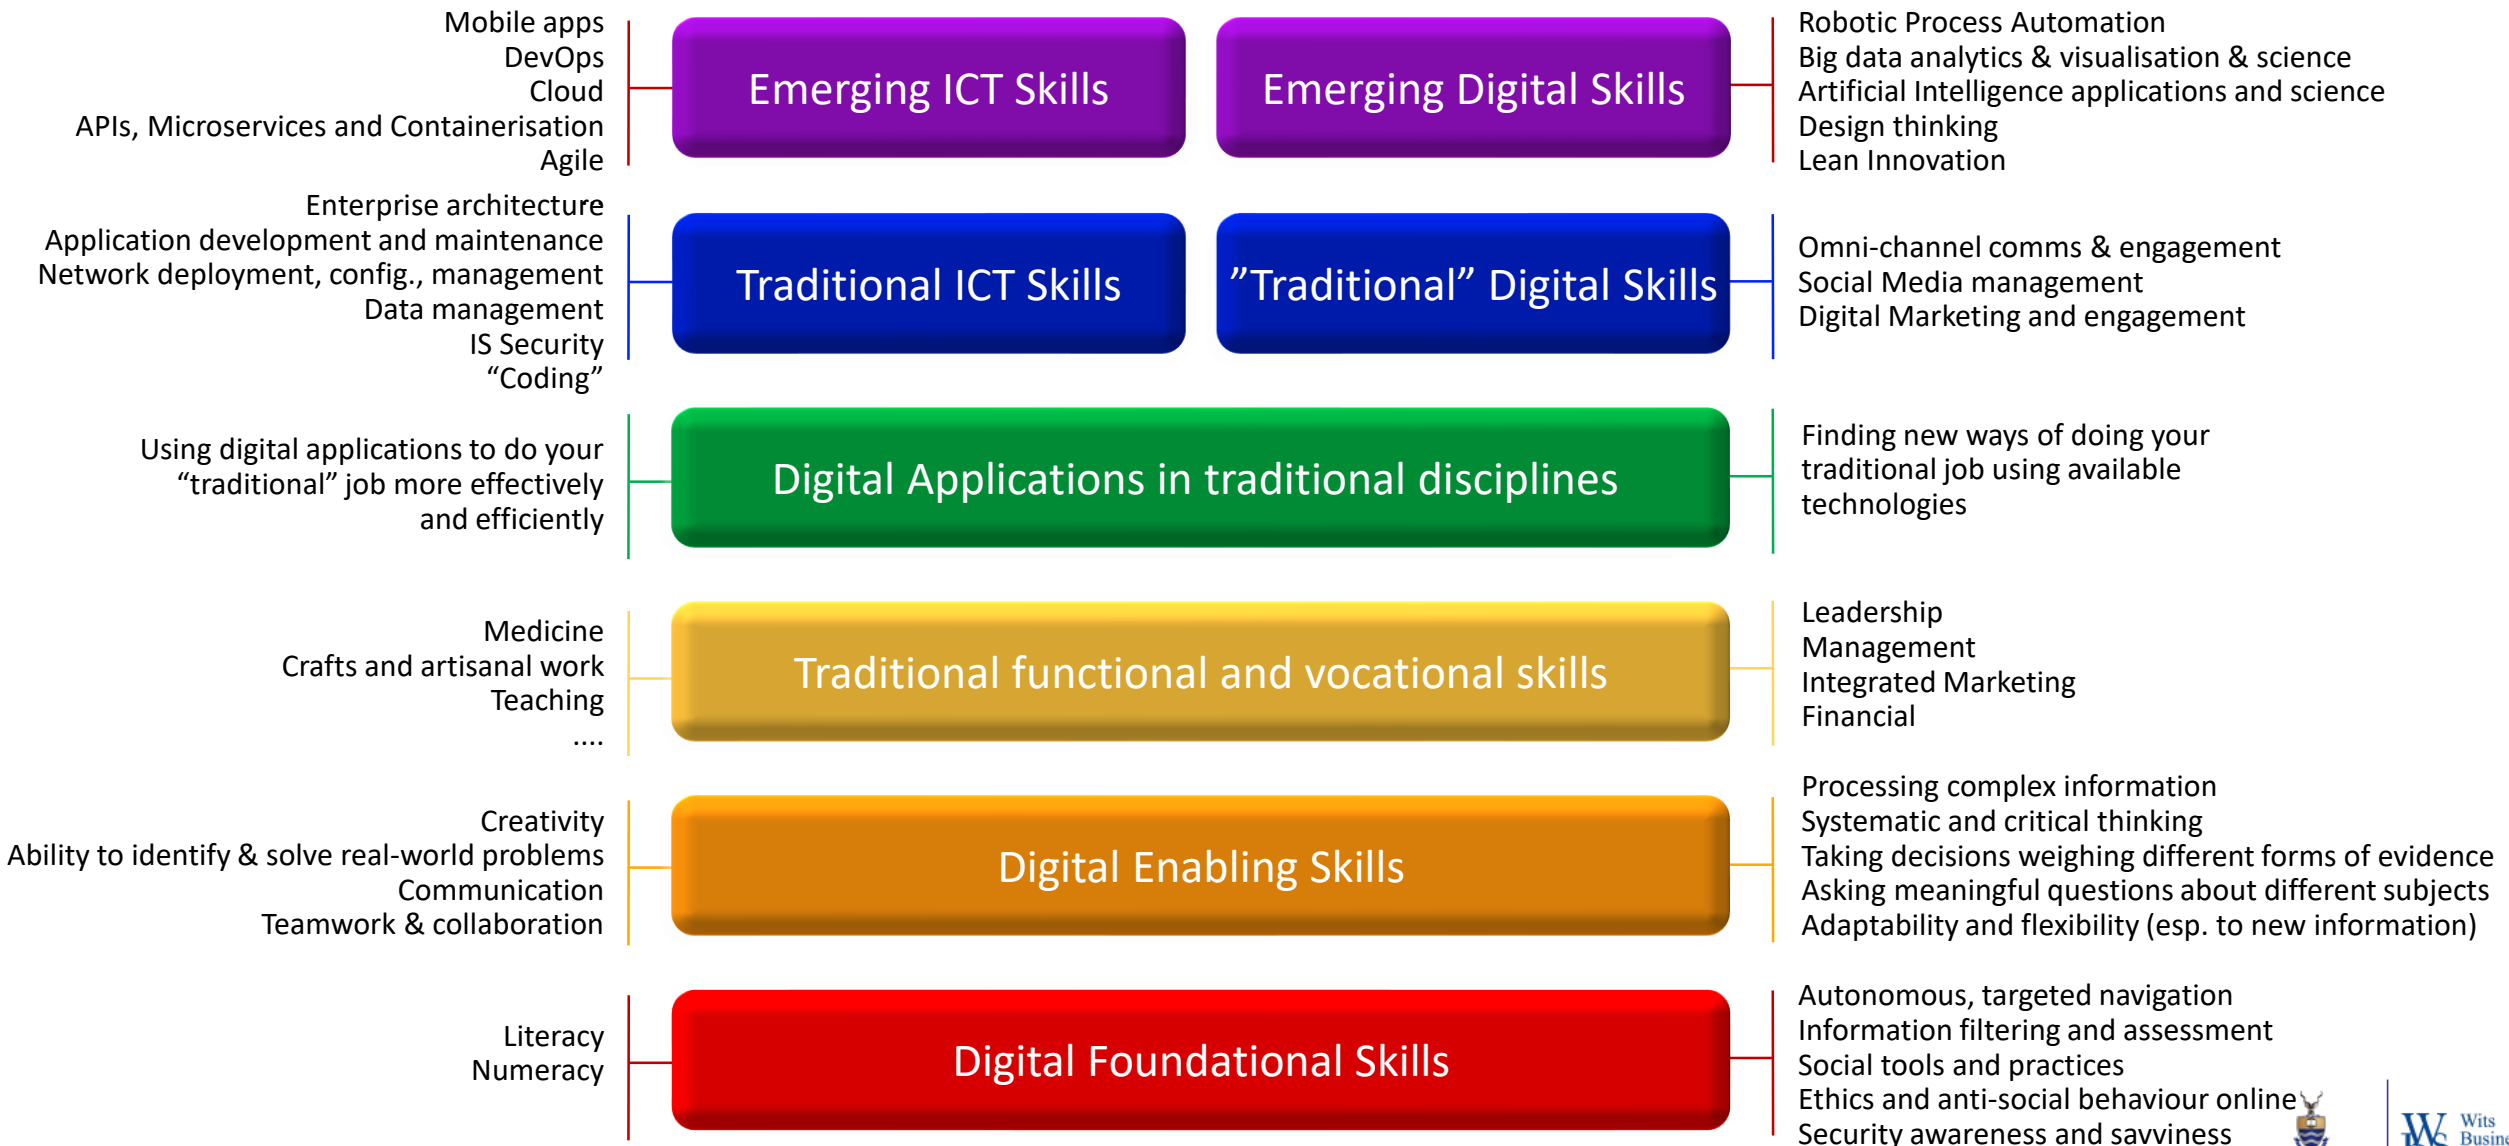 Mobile apps
DevOps
Cloud
APIs, Microservices and Containerisation
Agile
Emerging ICT Skills
Emerging Digital Skills
Robotic Process Automation
Big data analytics & visualisation & science
Artificial Intelligence applications and science
Design thinking
Lean Innovation
Enterprise architecture
Application development and maintenance
Network deployment, config., management
Data management
IS Security
“Coding”
Traditional ICT Skills
”Traditional” Digital Skills
Omni-channel comms & engagement
Social Media management
Digital Marketing and engagement
Using digital applications to do your
“traditional” job more effectively
and efficiently
Digital Applications in traditional disciplines
Finding new ways of doing your
traditional job using available
technologies
Medicine
Crafts and artisanal work
Teaching
....
Traditional functional and vocational skills
Leadership
Management
Integrated Marketing
Financial
Creativity
Ability to identify & solve real-world problems
Communication
Teamwork & collaboration
Digital Enabling Skills
Processing complex information
Systematic and critical thinking
Taking decisions weighing different forms of evidence
Asking meaningful questions about different subjects
Adaptability and flexibility (esp. to new information)
Literacy
Numeracy
Digital Foundational Skills
Autonomous, targeted navigation
Information filtering and assessment
Social tools and practices
Ethics and anti-social behaviour online
Security awareness and savviness
Wits